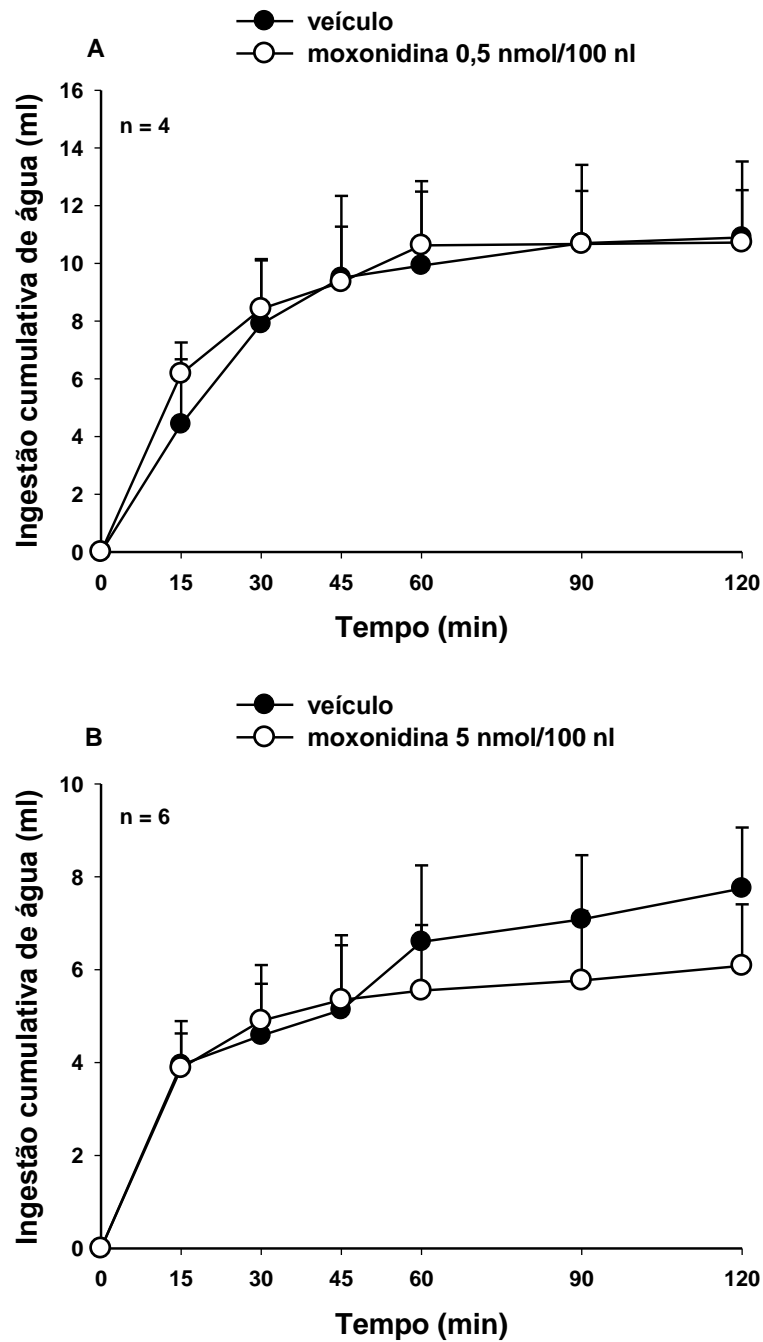 veículo
A
moxonidina 0,5 nmol/100 nl
Ingestão cumulativa de água (ml)
16
n = 4
14
12
10
8
6
4
2
0
0 15 30 45 60 90 120
Tempo (min)
veículo
B
moxonidina 5 nmol/100 nl
Ingestão cumulativa de água (ml)
10
n = 6
8
6
4
2
0
0 15 30 45 60 90 120
Tempo (min)